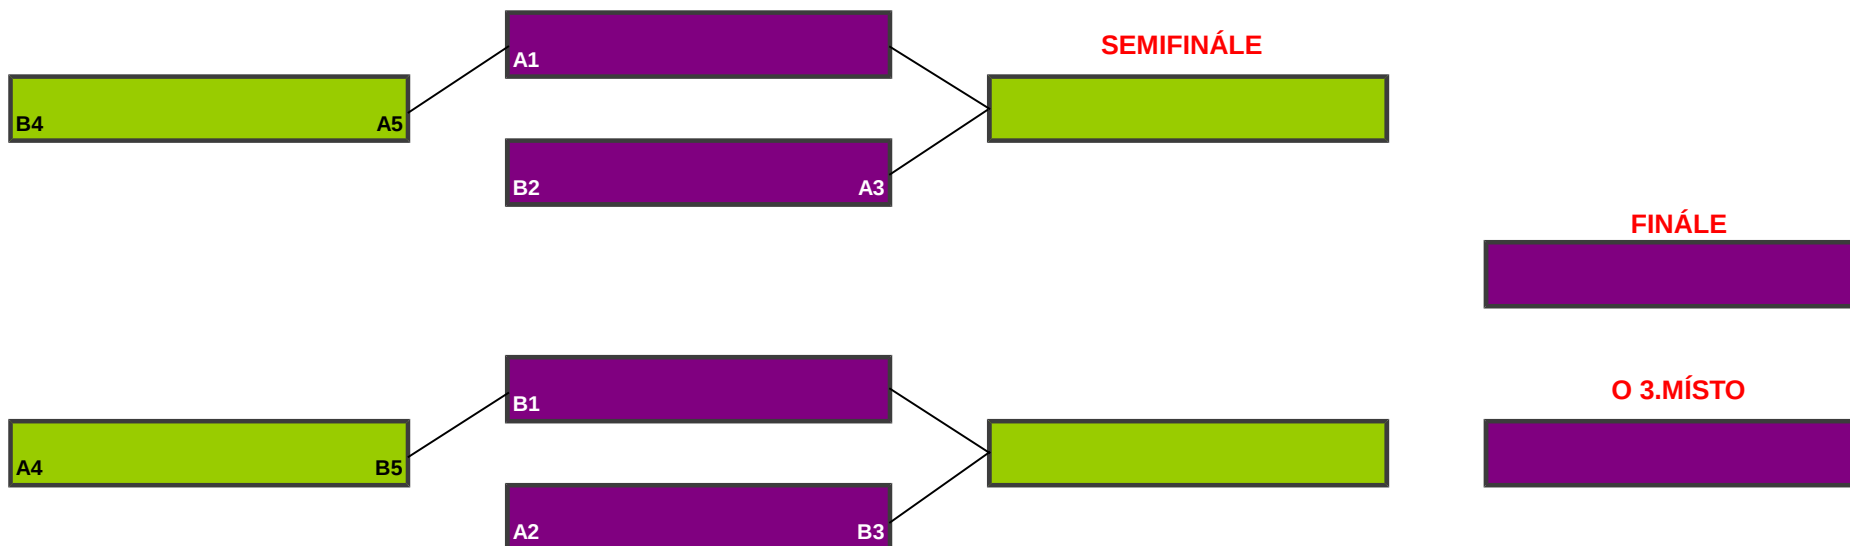 SEMIFINÁLE
A1
B4 A5
B2 A3
FINÁLE
O 3.MÍSTO
B1
A4 B5
A2 B3